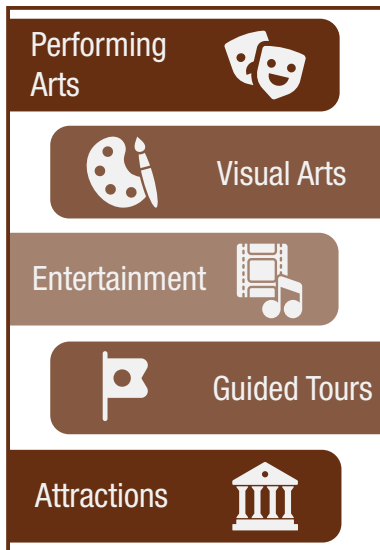 Performing
Arts
Visual Arts
Entertainment
Guided Tours
Attractions